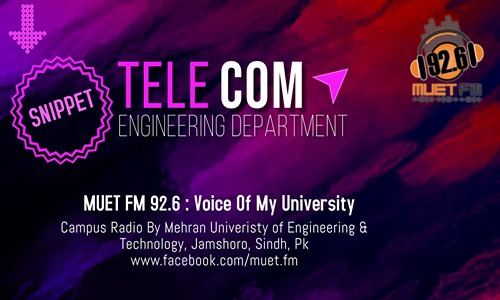 SNIPPET
TELE COM
ENGINEERING DEPARTMENT
92.6
MUET FM
MUET FM 92.6 : Voice Of My University
Campus Radio By Mehran Univeristy of Engineering &
Technology, Jamshoro, Sindh, Pk
www.facebook.com/muet.fm